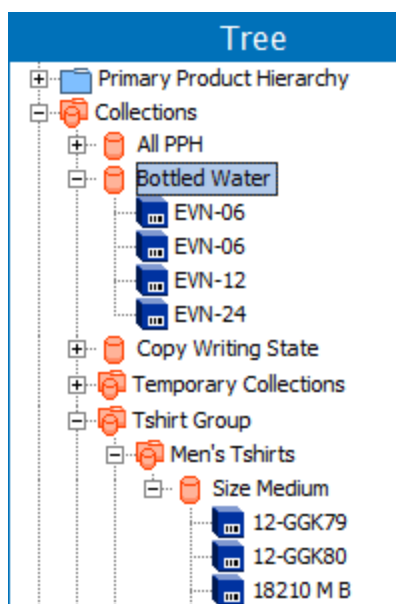 Tree
Primary Product Hierarchy
Collections
All PPH
Bottled Water
EVN-06
EVN-06
EVN-12
EVN-24
Copy Writing State
Temporary Collections
Tshirt Group
Men's Tshirts
Size Medium
12-GGK79
12-GGK80
18210 M B